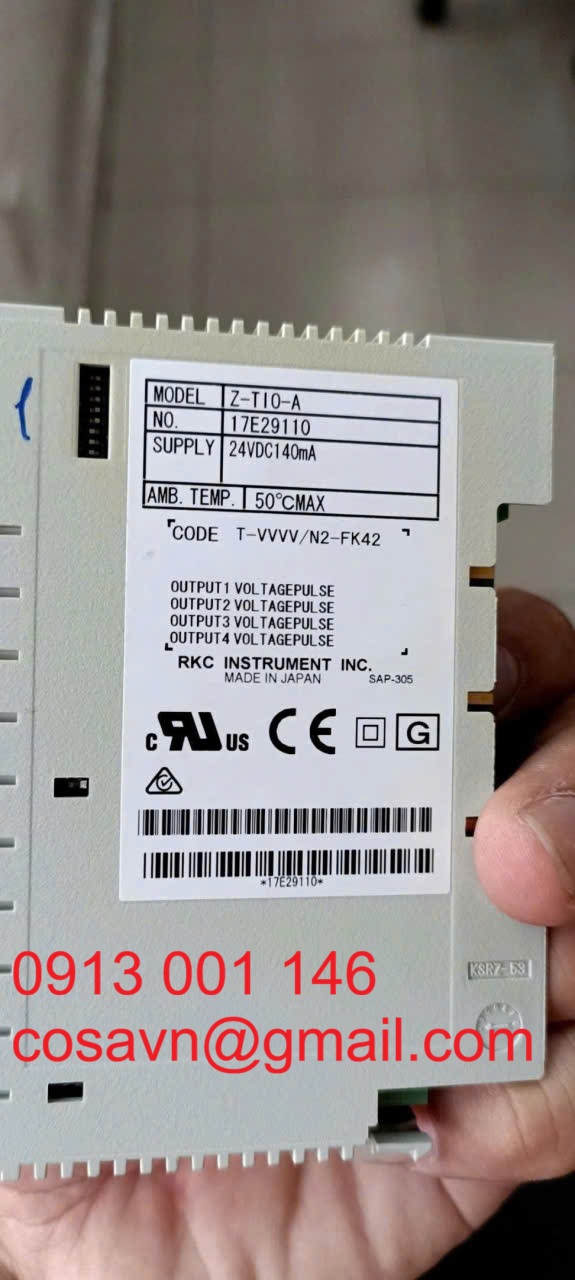 MODEL Z-TIO-A
NO. 17E29110
SUPPLY 24VDC140mA
AMB. TEMP. 50℃MAX
CODE T-VVVV/N2-FK42
OUTPUT1 VOLTAGEPULSE
OUTPUT2 VOLTAGEPULSE
OUTPUT3 VOLTAGEPULSE
OUTPUT4 VOLTAGEPULSE
RKC INSTRUMENT INC.
MADE IN JAPAN SAP-305
C RU US CE G
*17E29110*
0913 001 146
KSRZ-53
cosavn@gmail.com